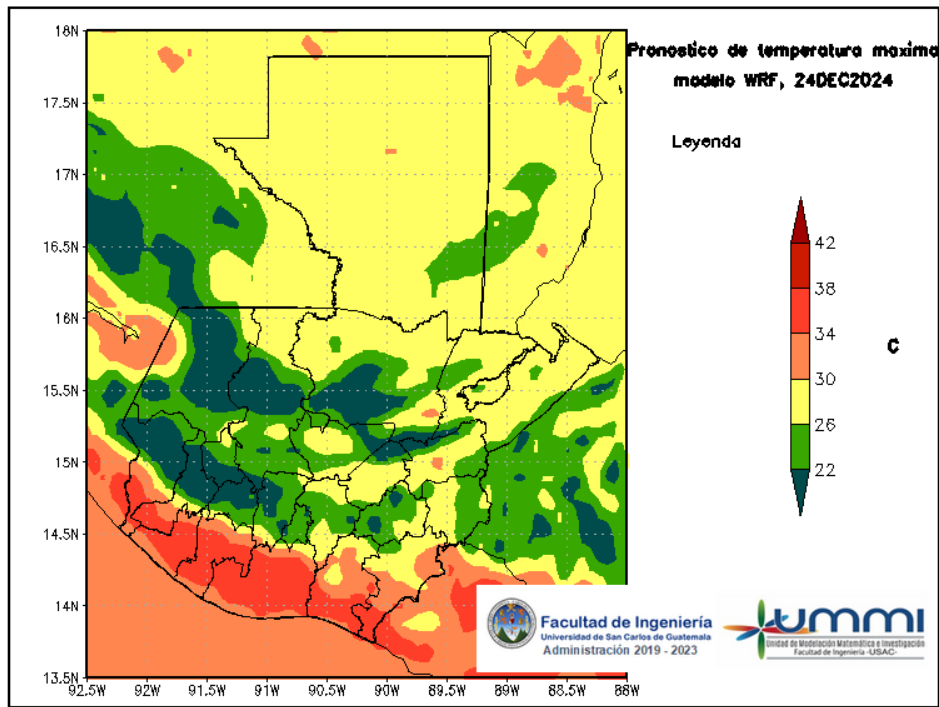 Pronostico de temperatura maxima
modelo WRF, 24DEC2024
Leyenda
42
38
34
30
26
22
C
18N
17.5N
17N
16.5N
16N
15.5N
15N
14.5N
14N
13.5N
92.5W
92W
91.5W
91W
90.5W
90W
89.5W
89W
88.5W
88W
Facultad de Ingeniería
Universidad de San Carlos de Guatemala
Administración 2019 - 2023
ummi
Unidad de Modelación Matemática e Investigación
Facultad de Ingeniería -USAC-